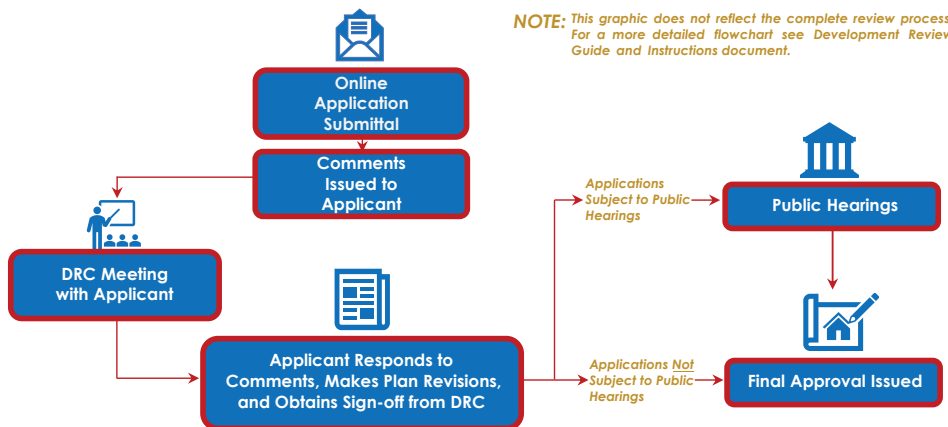 NOTE: This graphic does not reflect the complete review process
For a more detailed flowchart see Development Review
Guide and Instructions document.
Online
Application
Submittal
Comments
Issued to
Applicant
DRC Meeting
with Applicant
Applicant Responds to
Comments, Makes Plan Revisions,
and Obtains Sign-off from DRC
Applications
Subject to Public
Hearings
Public Hearings
Applications Not
Subject to Public
Hearings
Final Approval Issued